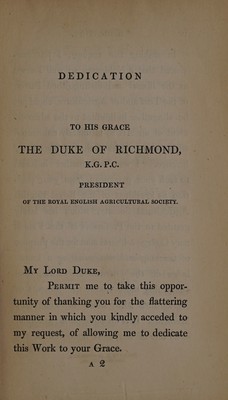 DEDICATION
TO HIS GRACE
THE DUKE OF RICHMOND,
K.G. P.C.
PRESIDENT
OF THE ROYAL ENGLISH AGRICULTURAL SOCIETY.
MY LORD DUKE,
PERMIT me to take this oppor-
tunity of thanking you for the flattering
manner in which you kindly acceded to
my request, of allowing me to dedicate
this Work to your Grace.
A 2